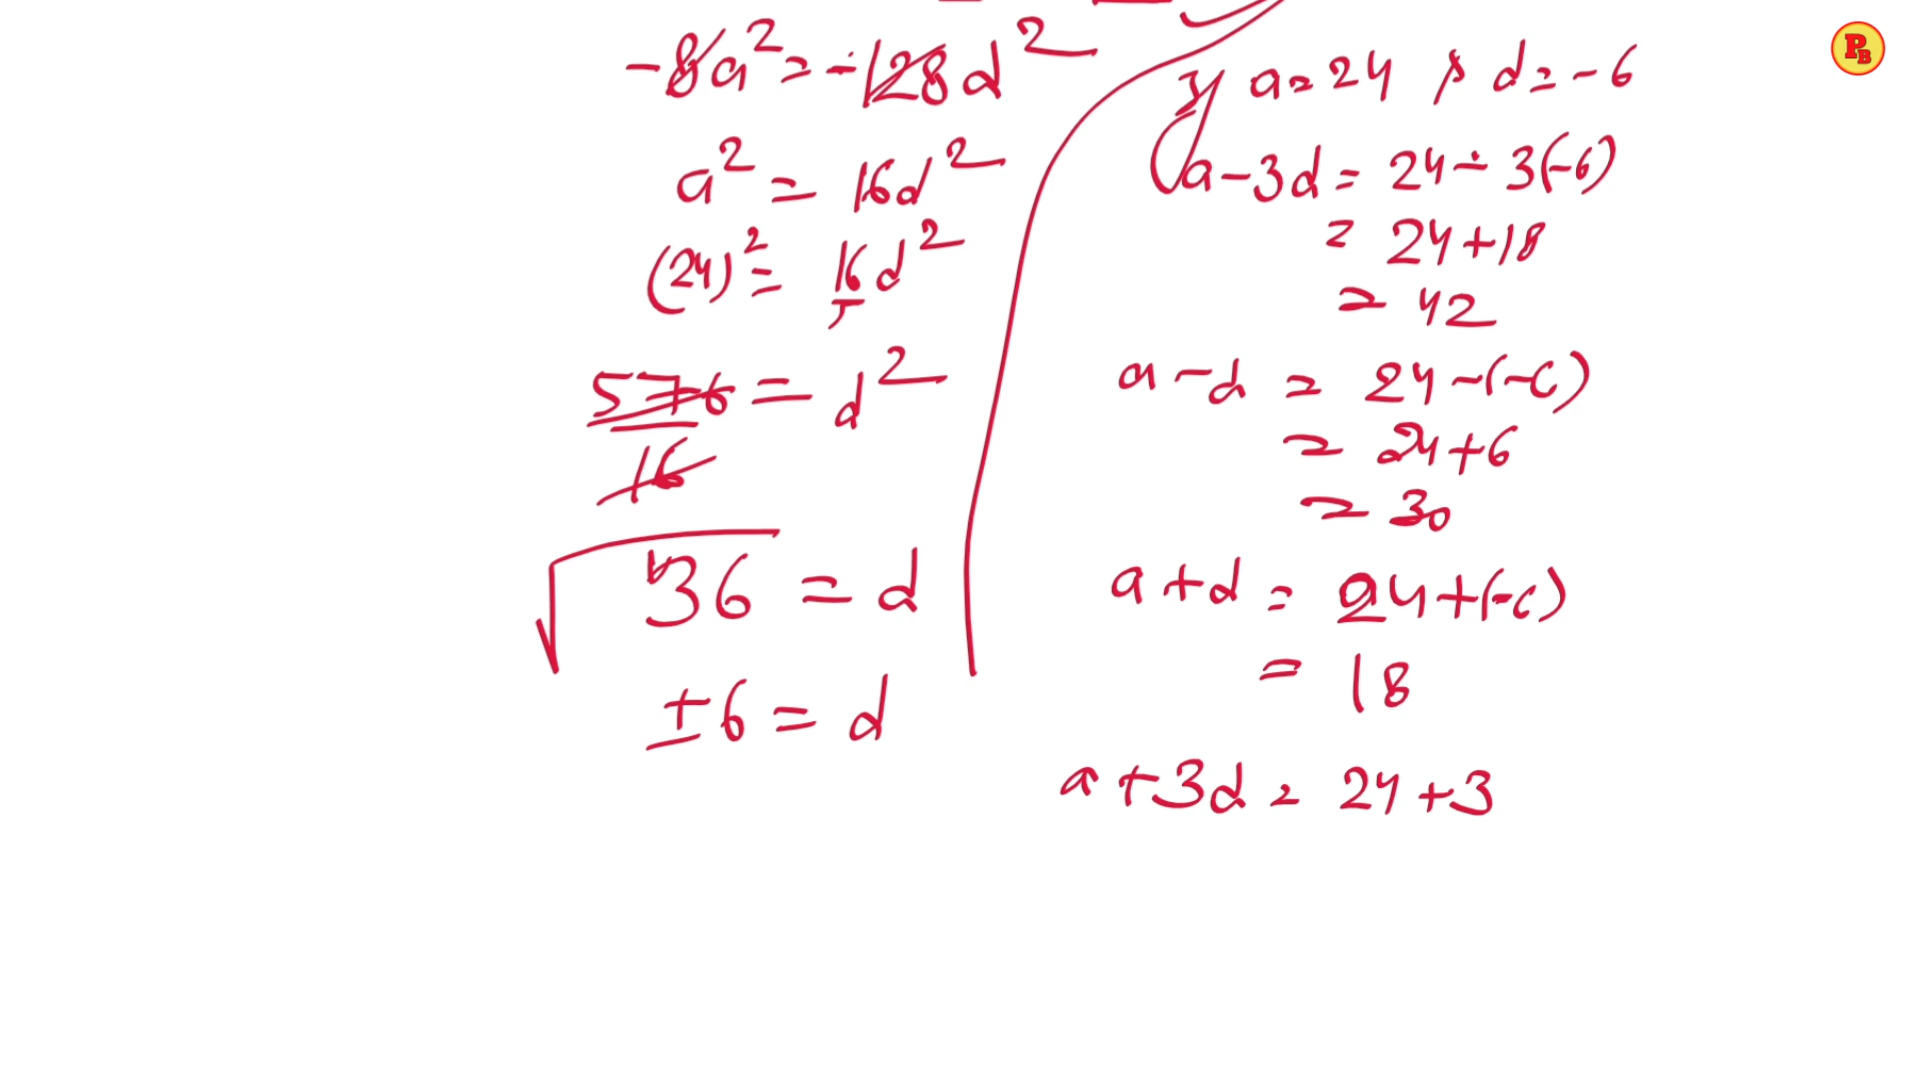 -8a² = -128d²
a² = 16d²
(24)² = 16d²
576/16 = d²
√36 = d
±6 = d
If a = 24, d = -6
a - 3d = 24 - 3(-6)
= 24 + 18
= 42
a - d = 24 - (-6)
= 24 + 6
= 30
a + d = 24 + (-6)
= 18
a + 3d = 24 + 3
PB